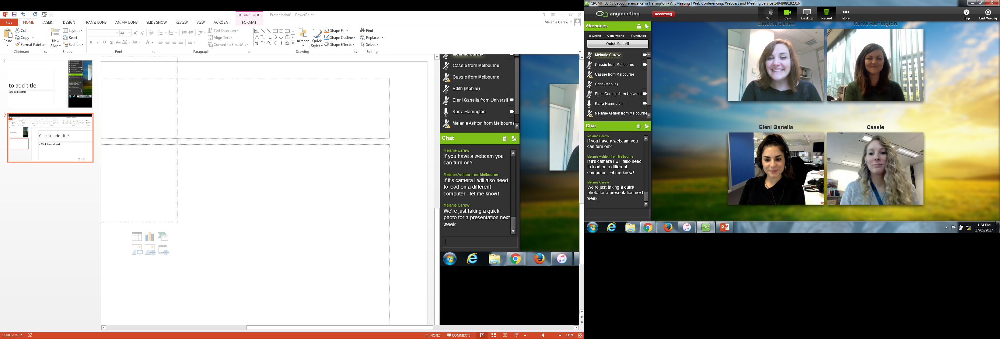 PICTURE TOOLS
Presentation1 - PowerPoint
FILE HOME INSERT DESIGN TRANSITIONS ANIMATIONS SLIDE SHOW REVIEW VIEW ACROBAT FORMAT
Melanie Carew
Paste
Cut
Copy
Format Painter
Clipboard
New
Slide
Layout
Reset
Section
Slides
44
B I U S abc AV Aa A
Font
Text Direction
Align Text
Convert to SmartArt
Paragraph
Arrange
Quick
Styles
Shape Fill
Shape Outline
Shape Effects
Drawing
Find
Replace
Select
Editing
1
to add title
ck to add subtitle
2
Click to add title
• Click to add text
Melanie Carew
Cassie from Melbourne
Cassie from Melbourne
Edith (Mobile)
Eleni Ganella from Universit
Karra Harrington
Melanie Ashton from Melbourne
Chat
Melanie Carew
If you have a webcam you
can turn on?
Melanie Ashton from Melbourne
If it's camera I will also need
to load on a different
computer - let me know!
Melanie Carew
We're just taking a quick
photo for a presentation next
week
SLIDE 2 OF 2
NOTES
COMMENTS
119%
CRCMH ECR videoconference Karra Harrington - AnyMeeting | Web Conferencing, Webcast and Meeting Service 1494989182316
anymeeting
Recording
Mic
Cam
Desktop
Record
More
Help
End Meeting
Attendees
8 Online 0 on Phone 4 Unmuted
Quick Mute All
Melanie Carew
Cassie from Melbourne
Cassie from Melbourne
Edith (Mobile)
Eleni Ganella from Universit
Karra Harrington
Melanie Ashton from Melbourne
Chat
Melanie Carew
If you have a webcam you
can turn on?
Melanie Ashton from Melbourne
If it's camera I will also need
to load on a different
computer - let me know!
Melanie Carew
We're just taking a quick
photo for a presentation next
week
Melanie Carew
Karra Harrington
Eleni Ganella
Cassie
1:34 PM
17/05/2017